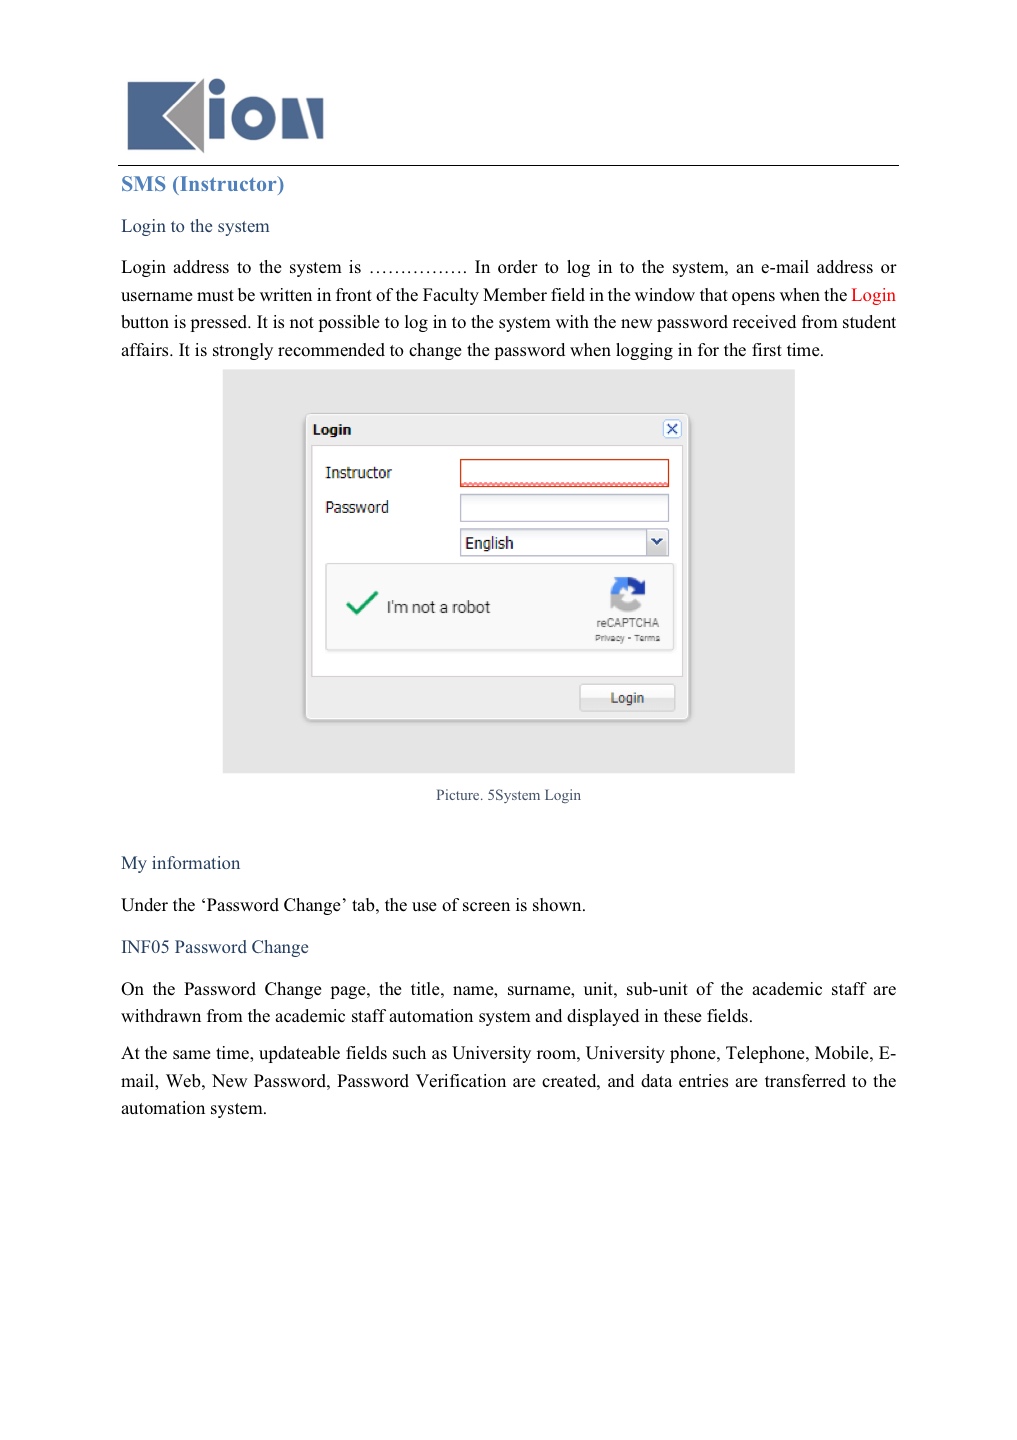 Kion
SMS (Instructor)
Login to the system
Login address to the system is ……………. In order to log in to the system, an e-mail address or
username must be written in front of the Faculty Member field in the window that opens when the Login
button is pressed. It is not possible to log in to the system with the new password received from student
affairs. It is strongly recommended to change the password when logging in for the first time.
Login
Instructor
Password
English
I'm not a robot
reCAPTCHA
Privacy - Terms
Login
Picture. 5System Login
My information
Under the ‘Password Change’ tab, the use of screen is shown.
INF05 Password Change
On the Password Change page, the title, name, surname, unit, sub-unit of the academic staff are
withdrawn from the academic staff automation system and displayed in these fields.
At the same time, updateable fields such as University room, University phone, Telephone, Mobile, E-
mail, Web, New Password, Password Verification are created, and data entries are transferred to the
automation system.